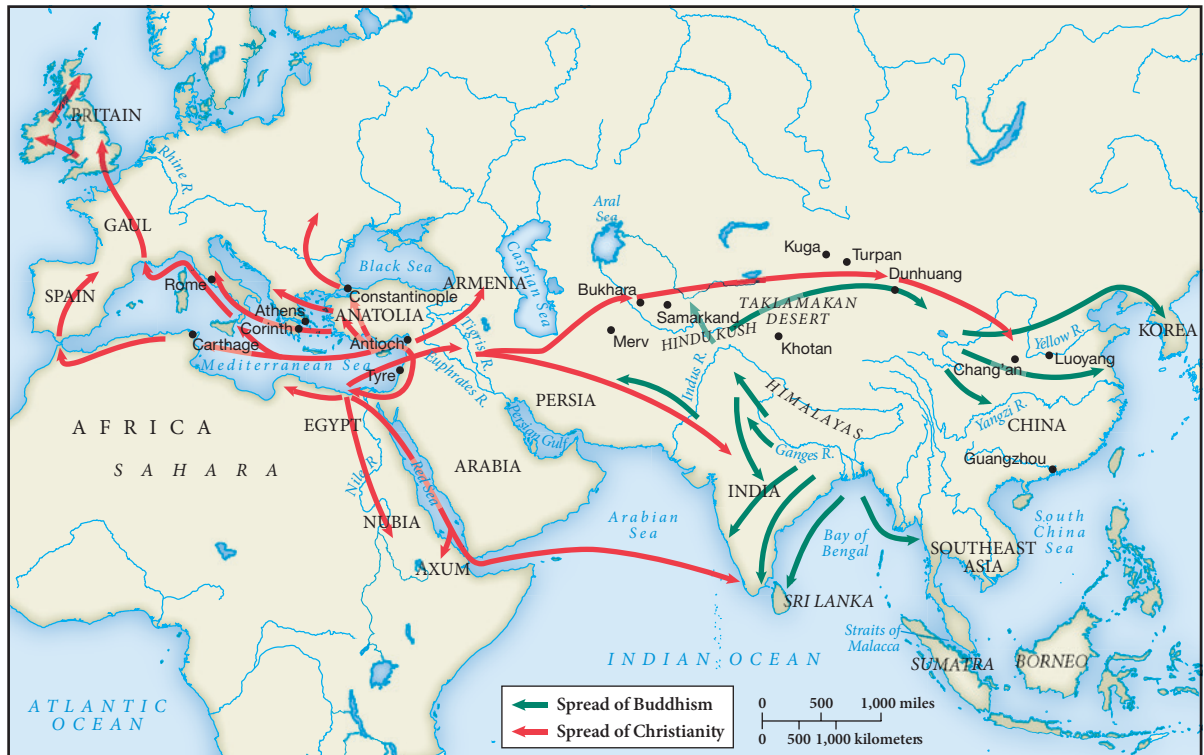 BRITAIN
Rhine R.
GAUL
SPAIN
Rome
Athens
Corinth
Carthage
Mediterranean Sea
Black Sea
Constantinople
ANATOLIA
ARMENIA
Antioch
Tyre
Tigris R.
Euphrates R.
Caspian Sea
Aral
Sea
Bukhara
Samarkand
Merv
HINDU KUSH
Kuga
Turpan
Dunhuang
TAKLAMAKAN
DESERT
Khotan
KOREA
Yellow R.
Luoyang
Chang'an
Yangzi R.
CHINA
Guangzhou
PERSIA
Persian Gulf
Indus R.
HIMALAYAS
Ganges R.
INDIA
EGYPT
AFRICA
SAHARA
Nile R.
Red Sea
ARABIA
NUBIA
AXUM
Arabian
Sea
Bay of
Bengal
SOUTHEAST
ASIA
South
China
Sea
SRI LANKA
Straits of
Malacca
SUMATRA
BORNEO
INDIAN OCEAN
ATLANTIC
OCEAN
Spread of Buddhism
Spread of Christianity
0 500 1,000 miles
0 500 1,000 kilometers